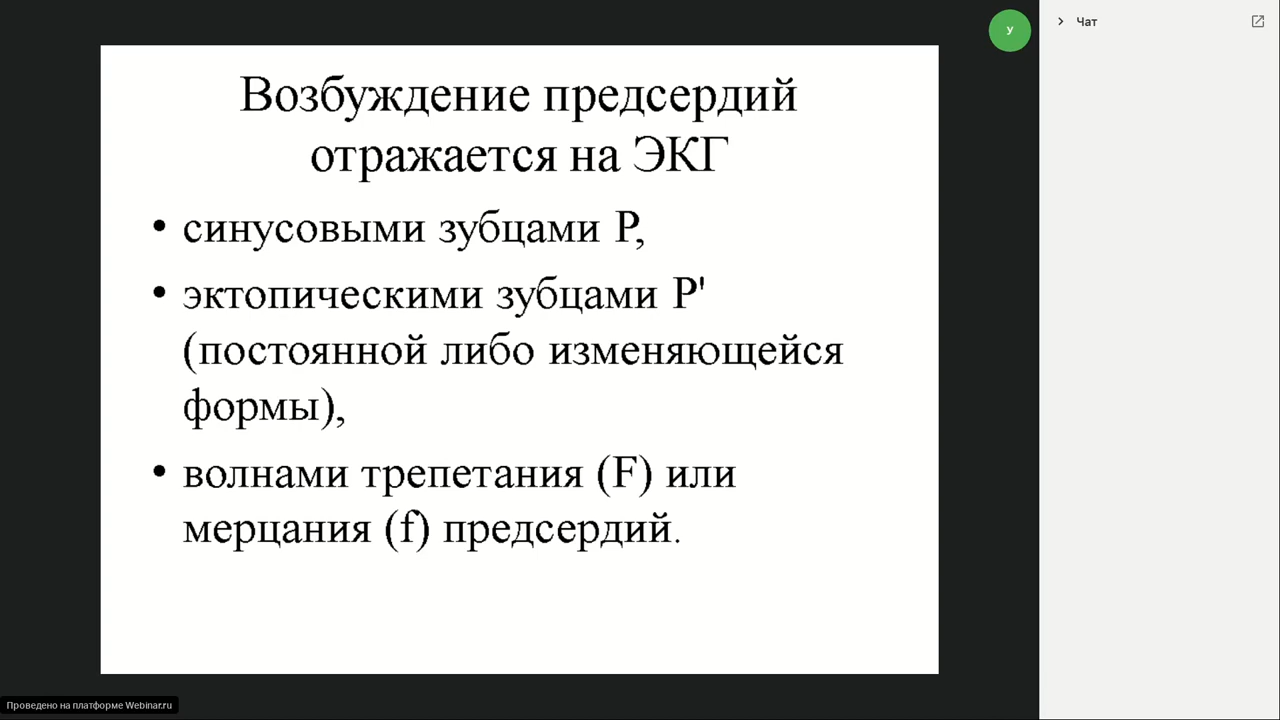 Возбуждение предсердий
отражается на ЭКГ
• синусовыми зубцами P,
• эктопическими зубцами P'
(постоянной либо изменяющейся
формы),
• волнами трепетания (F) или
мерцания (f) предсердий.
У
Чат
Проведено на платформе Webinar.ru